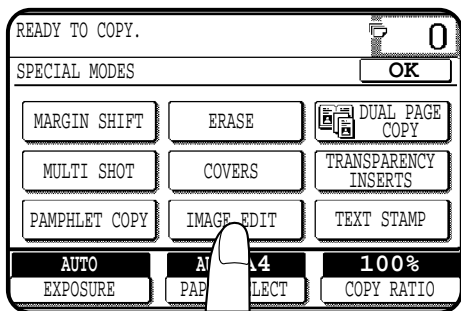 READY TO COPY.
0
SPECIAL MODES
OK
MARGIN SHIFT
ERASE
DUAL PAGE
COPY
MULTI SHOT
COVERS
TRANSPARENCY
INSERTS
PAMPHLET COPY
IMAGE EDIT
TEXT STAMP
AUTO
A4
100%
EXPOSURE
COPY RATIO